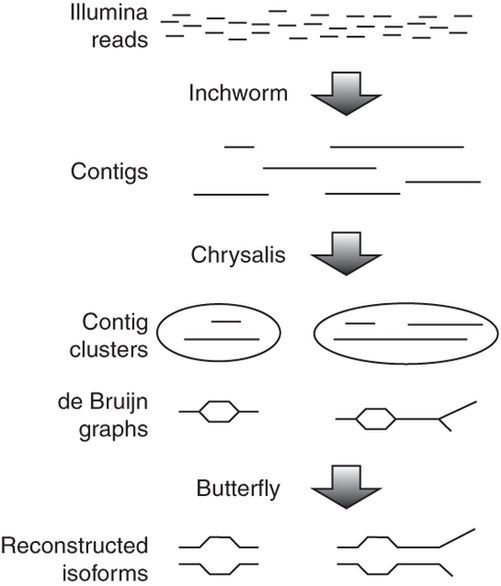 Illumina
reads
Inchworm
Contigs
Chrysalis
Contig
clusters
de Bruijn
graphs
Butterfly
Reconstructed
isoforms